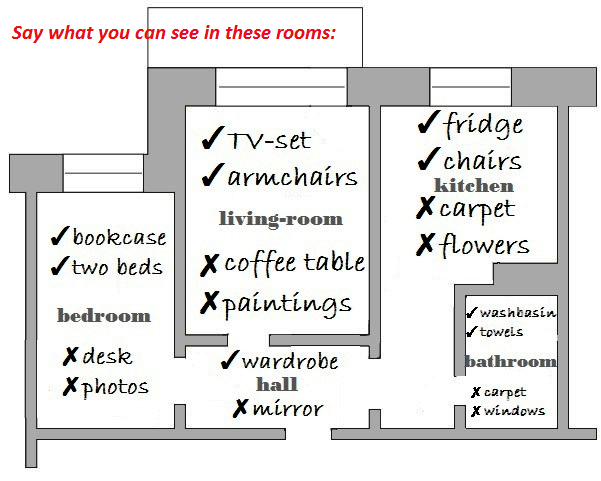 Say what you can see in these rooms:
✓TV-set
✓armchairs
living-room
✗coffee table
✗paintings
✓fridge
✓chairs
kitchen
✗carpet
✗flowers
✓bookcase
✓two beds
bedroom
✗desk
✗photos
✓wardrobe
hall
✗mirror
✓washbasin
✓towels
bathroom
✗carpet
✗windows